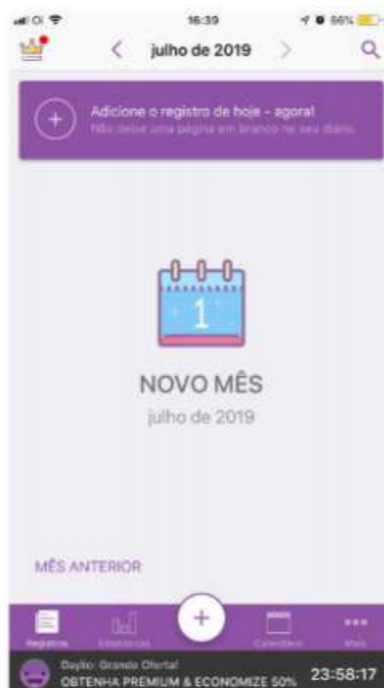 OI
16:39
66%
julho de 2019
Adicione o registro de hoje - agora!
Não deixe uma página em branco no seu diário.
1
NOVO MÊS
julho de 2019
MÊS ANTERIOR
Registros
Estatísticas
Calendário
Mais
Daylio: Grande Oferta!
OBTENHA PREMIUM & ECONOMIZE 50%
23:58:17